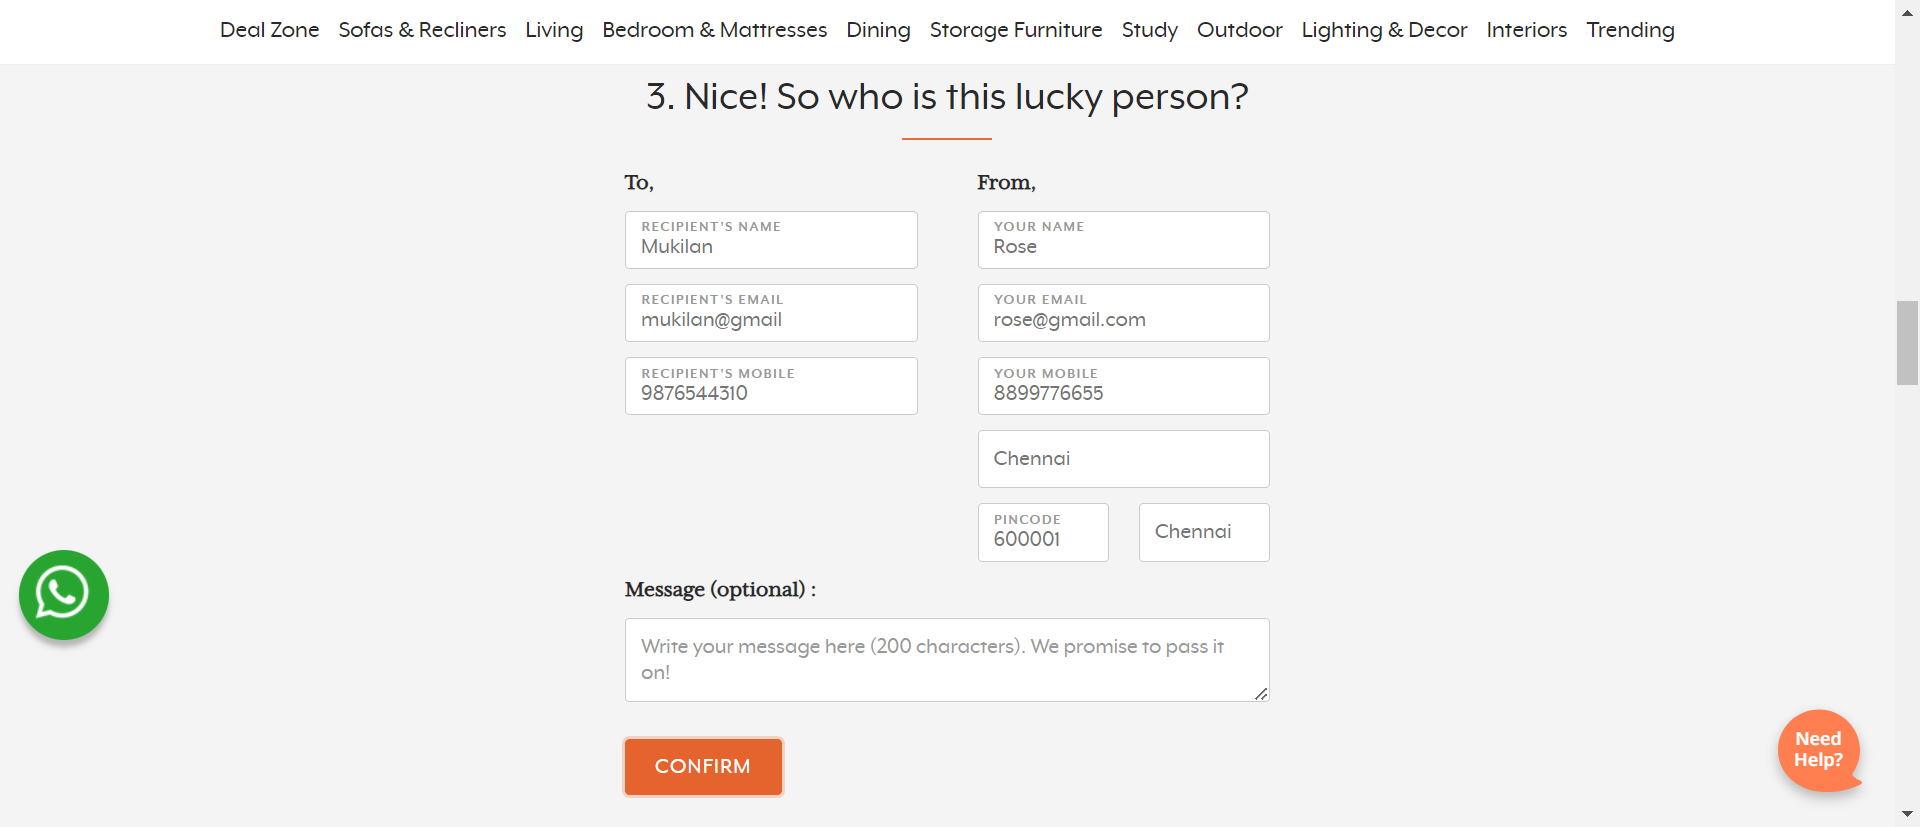 Deal Zone Sofas & Recliners Living Bedroom & Mattresses Dining Storage Furniture Study Outdoor Lighting & Decor Interiors Trending
3. Nice! So who is this lucky person?
To,
From,
RECIPIENT'S NAME
Mukilan
YOUR NAME
Rose
RECIPIENT'S EMAIL
mukilan@gmail
YOUR EMAIL
rose@gmail.com
RECIPIENT'S MOBILE
9876544310
YOUR MOBILE
8899776655
Chennai
PINCODE
600001
Chennai
Message (optional) :
Write your message here (200 characters). We promise to pass it
on!
CONFIRM
Need
Help?